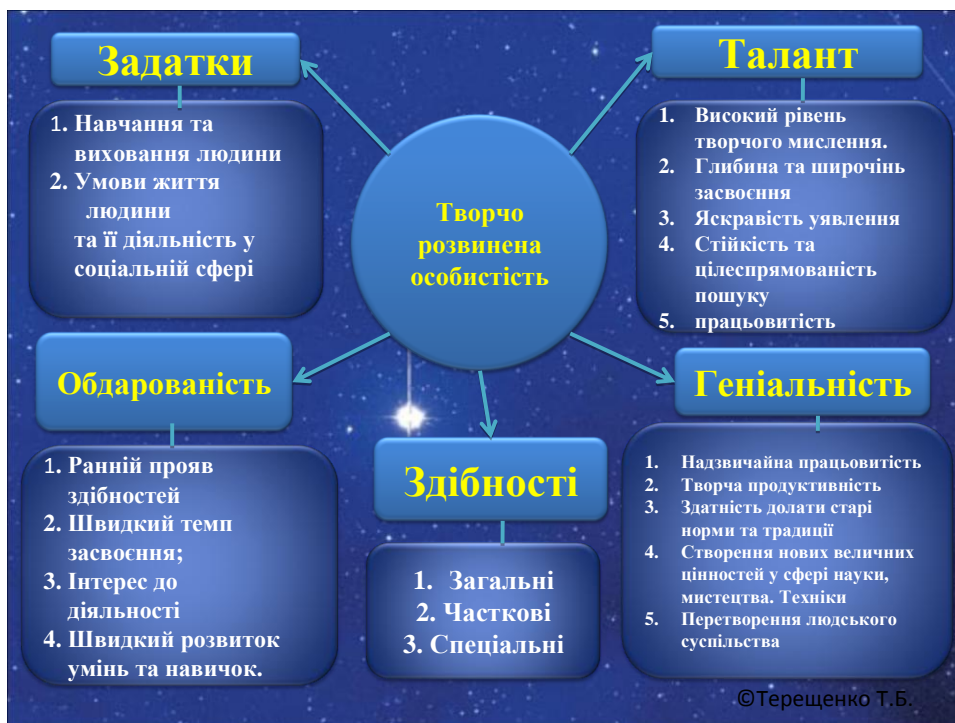 Задатки
1. Навчання та
виховання людини
2. Умови життя
людини
та її діяльність у
соціальній сфері
Талант
1. Високий рівень
творчого мислення.
2. Глибина та широчінь
засвоєння
3. Яскравість уявлення
4. Стійкість та
цілеспрямованість
пошуку
5. працьовитість
Творчо
розвинена
особистість
Обдарованість
1. Ранній прояв
здібностей
2. Швидкий темп
засвоєння;
3. Інтерес до
діяльності
4. Швидкий розвиток
умінь та навичок.
Здібності
1. Загальні
2. Часткові
3. Спеціальні
Геніальність
1. Надзвичайна працьовитість
2. Творча продуктивність
3. Здатність долати старі
норми та традиції
4. Створення нових величних
цінностей у сфері науки,
мистецтва. Техніки
5. Перетворення людського
суспільства
©Терещенко Т.Б.